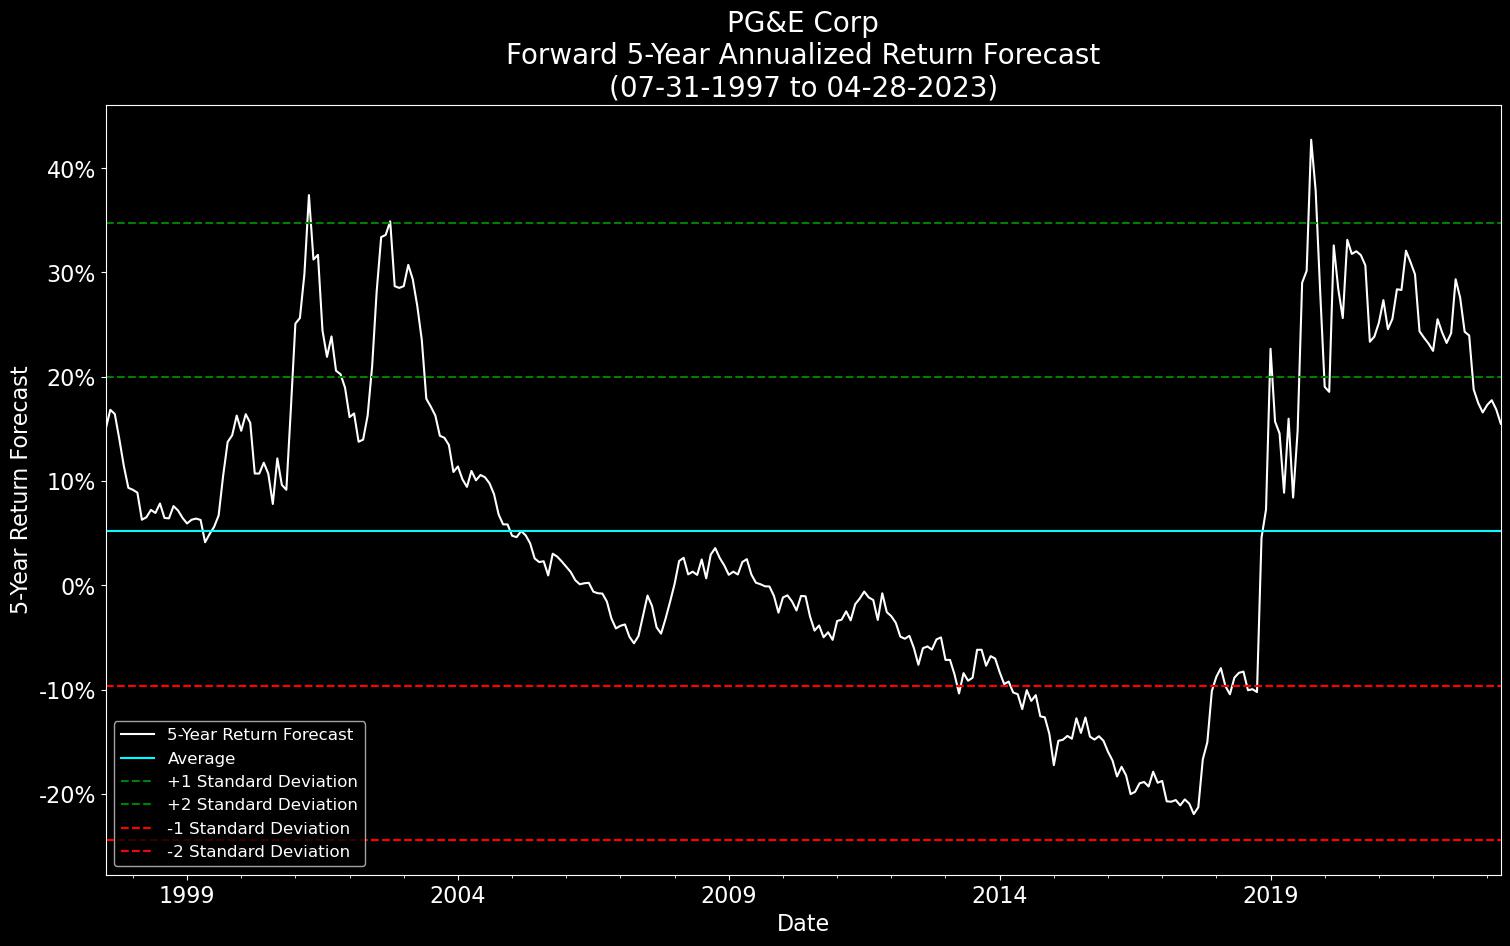 PG&E Corp
Forward 5-Year Annualized Return Forecast
(07-31-1997 to 04-28-2023)
5-Year Return Forecast
40%
30%
20%
10%
0%
-10%
-20%
5-Year Return Forecast
Average
+1 Standard Deviation
+2 Standard Deviation
-1 Standard Deviation
-2 Standard Deviation
1999 2004 2009 2014 2019
Date